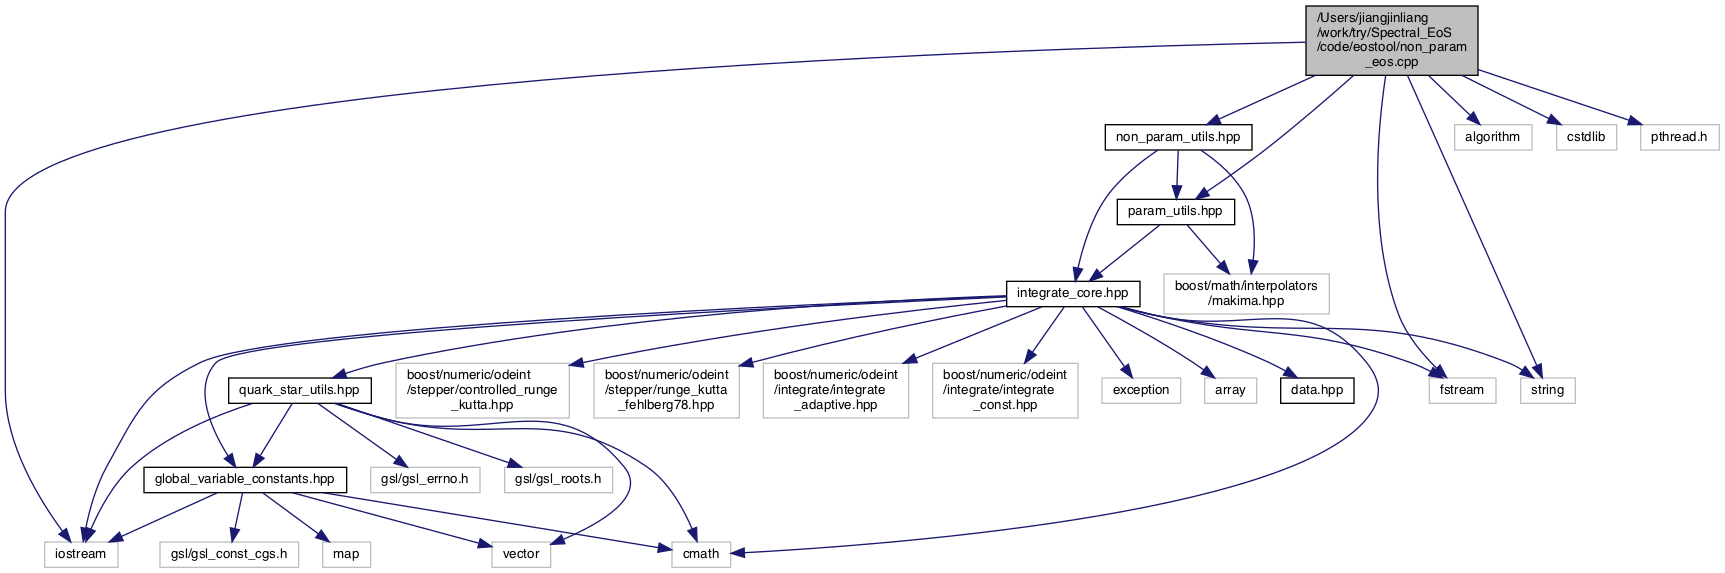 /Users/jiangjinliang
/work/try/Spectral_EoS
/code/eostool/non_param
_eos.cpp
non_param_utils.hpp
algorithm
cstdlib
pthread.h
param_utils.hpp
integrate_core.hpp
boost/math/interpolators
/makima.hpp
quark_star_utils.hpp
boost/numeric/odeint
/stepper/controlled_runge
_kutta.hpp
boost/numeric/odeint
/stepper/runge_kutta
_fehlberg78.hpp
boost/numeric/odeint
/integrate/integrate
_adaptive.hpp
boost/numeric/odeint
/integrate/integrate
_const.hpp
exception
array
data.hpp
fstream
string
global_variable_constants.hpp
gsl/gsl_errno.h
gsl/gsl_roots.h
iostream
gsl/gsl_const_cgs.h
map
vector
cmath